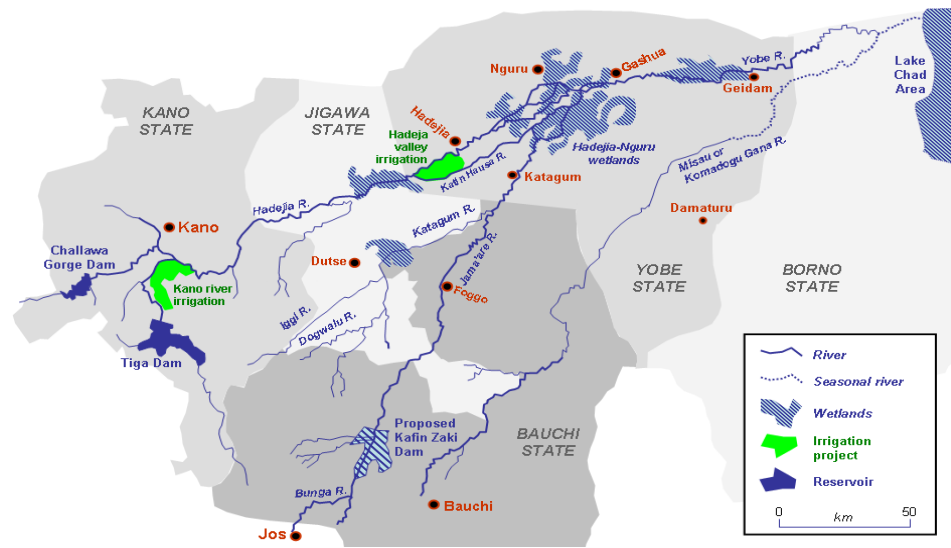 Nguru
Gashua
Yobe R.
Geidam
Lake
Chad
Area
KANO
STATE
JIGAWA
STATE
Hadejia
Hadeja
valley
irrigation
Katin Hausa R.
Hadejia-Nguru
wetlands
Katagum
Misau or
Komadogu Gana R.
Damaturu
Hadejia R.
Kano
Challawa
Gorge Dam
Kano river
irrigation
Tiga Dam
Dutse
Katagum R.
Jama'are R.
Foggo
Iggi R.
Dogwalu R.
YOBE
STATE
BORNO
STATE
Proposed
Kafin Zaki
Dam
BAUCHI
STATE
Bunga R.
Bauchi
Jos
River
Seasonal river
Wetlands
Irrigation
project
Reservoir
0 km 50